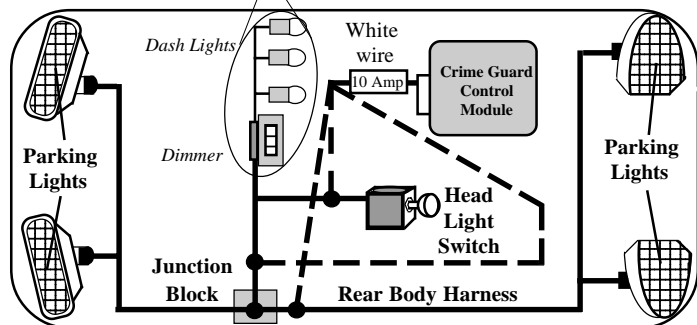 Dash Lights
White
wire
10 Amp
Crime Guard
Control
Module
Dimmer
Parking
Lights
Parking
Lights
Head
Light
Switch
Junction
Block
Rear Body Harness